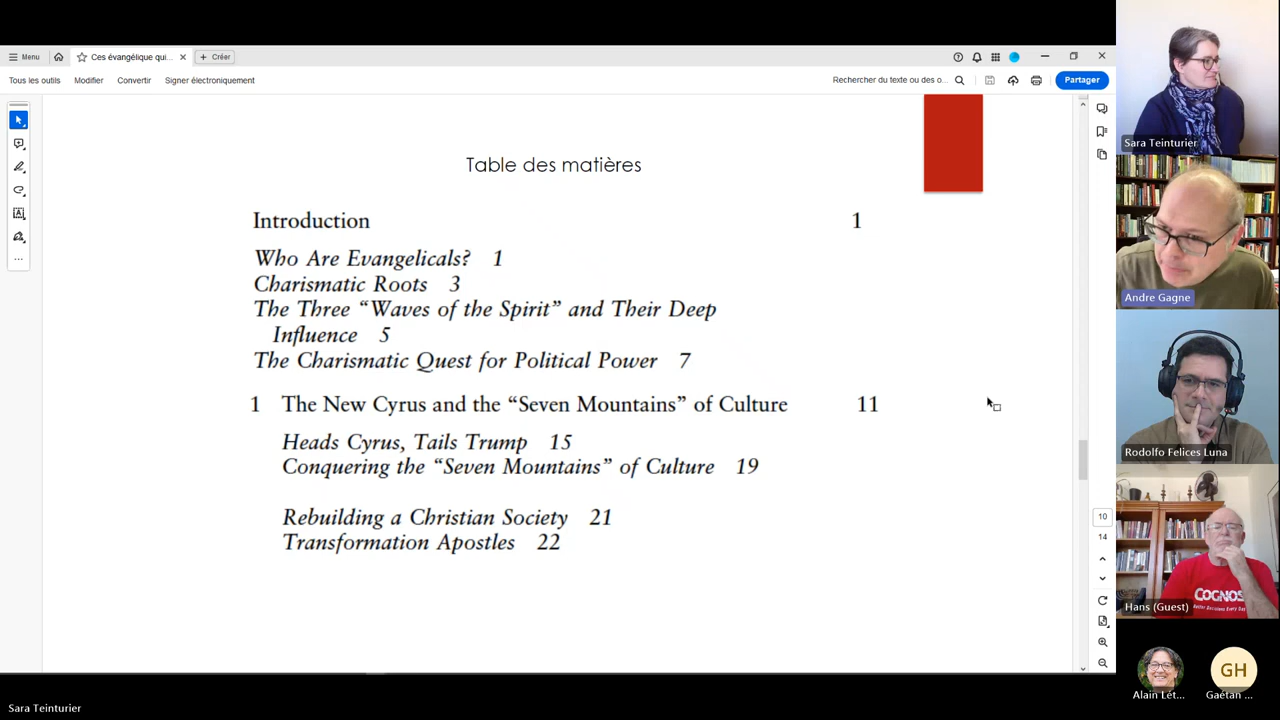 Menu
Ces évangélique qui...
Créer
Tous les outils
Modifier
Convertir
Signer électroniquement
Rechercher du texte ou des o...
Partager
Table des matières
Introduction 1
Who Are Evangelicals? 1
Charismatic Roots 3
The Three “Waves of the Spirit” and Their Deep
Influence 5
The Charismatic Quest for Political Power 7
1 The New Cyrus and the “Seven Mountains” of Culture 11
Heads Cyrus, Tails Trump 15
Conquering the “Seven Mountains” of Culture 19
Rebuilding a Christian Society 21
Transformation Apostles 22
10
14
Sara Teinturier
Andre Gagne
Rodolfo Felices Luna
COGNOS
Better Decisions Every Day
Hans (Guest)
GH
Alain Lét...
Gaëtan ...
Sara Teinturier